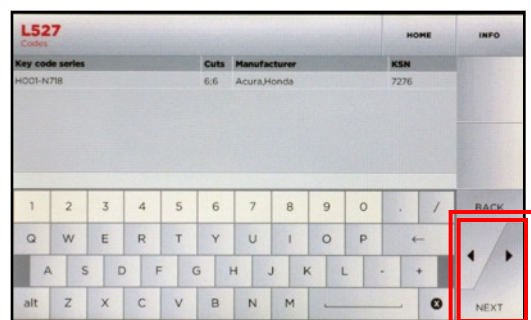 L527
Codes
HOME
INFO
Key code series Cuts Manufacturer KSN
H001-N718 6;6 Acura,Honda 7276
1 2 3 4 5 6 7 8 9 0 . /
BACK
Q W E R T Y U I O P ←
A S D F G H J K L - +
alt Z X C V B N M
NEXT